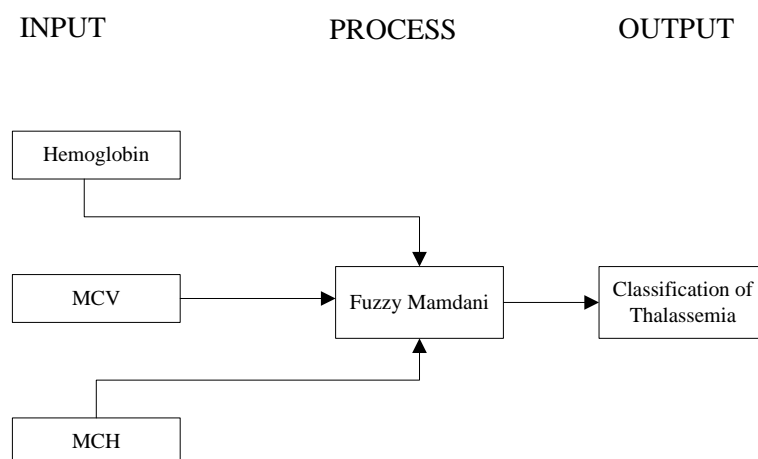 INPUT
PROCESS
OUTPUT
Hemoglobin
MCV
Fuzzy Mamdani
Classification of
Thalassemia
MCH